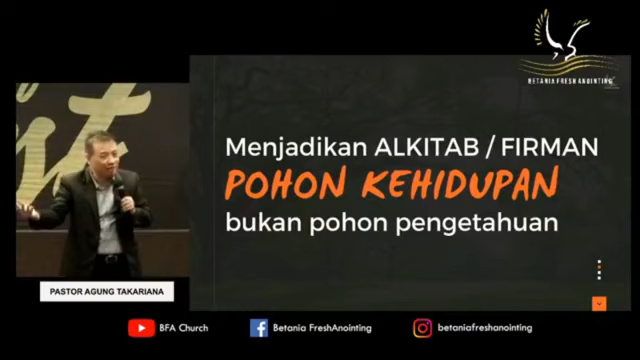 BETANIA FRESH ANOINTING
Menjadikan ALKITAB / FIRMAN
POHON KEHIDUPAN
bukan pohon pengetahuan
PASTOR AGUNG TAKARIANA
BFA Church
Betania FreshAnointing
betaniafreshanointing